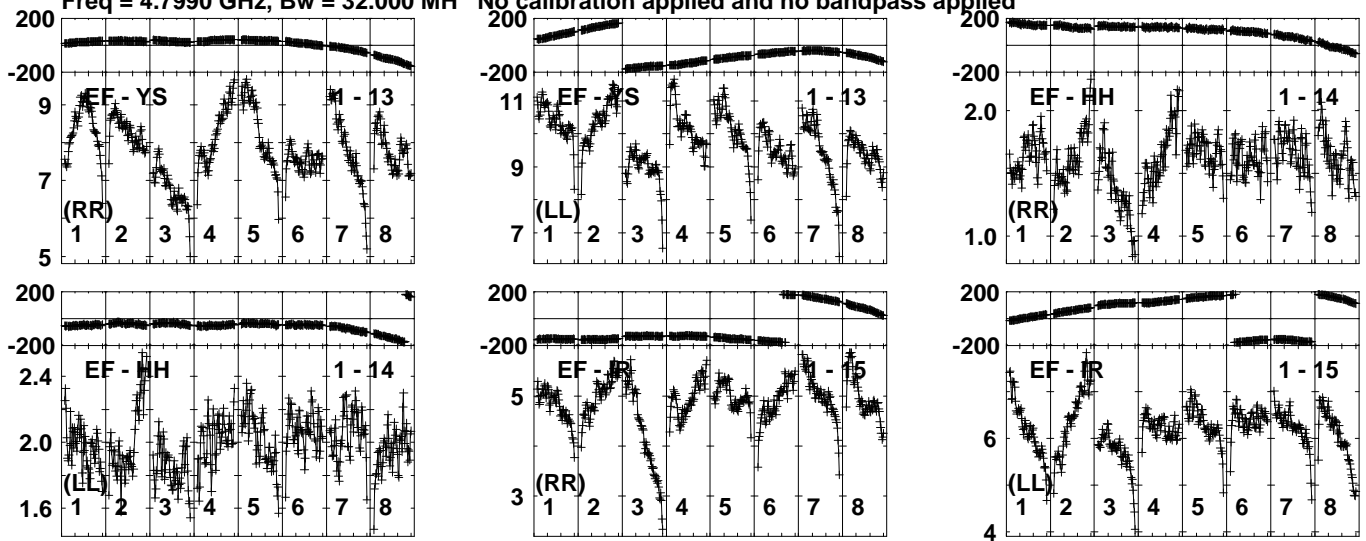 Freq = 4.7990 GHz, Bw = 32.000 MH No calibration applied and no bandpass applied
200
-200
EF - YS 1 - 13
9
7
5
(RR)
1 2 3 4 5 6 7 8
200
-200
EF - YS 1 - 13
11
9
7
(LL)
1 2 3 4 5 6 7 8
200
-200
EF - HH 1 - 14
2.0
1.0
(RR)
1 2 3 4 5 6 7 8
200
-200
EF - HH 1 - 14
2.4
2.0
1.6
(LL)
1 2 3 4 5 6 7 8
200
-200
EF - IR 1 - 15
5
3
(RR)
1 2 3 4 5 6 7 8
200
-200
EF - IR 1 - 15
6
4
(LL)
1 2 3 4 5 6 7 8